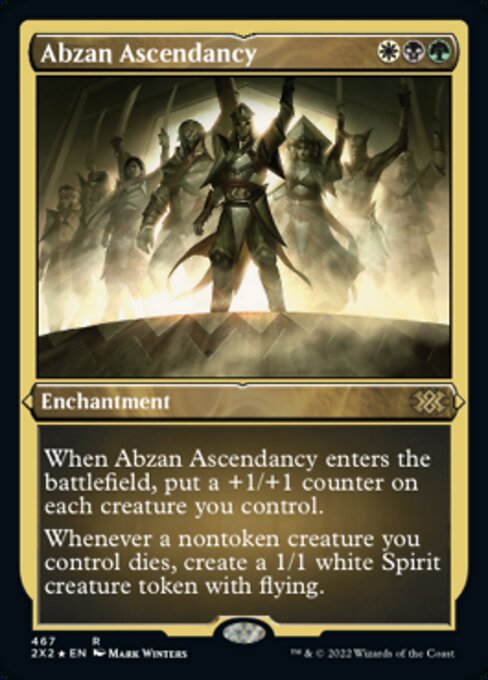 Abzan Ascendancy
Enchantment
When Abzan Ascendancy enters the
battlefield, put a +1/+1 counter on
each creature you control.
Whenever a nontoken creature you
control dies, create a 1/1 white Spirit
creature token with flying.
467 R
2X2 ★ EN Mark Winters
™ & © 2022 Wizards of the Coast